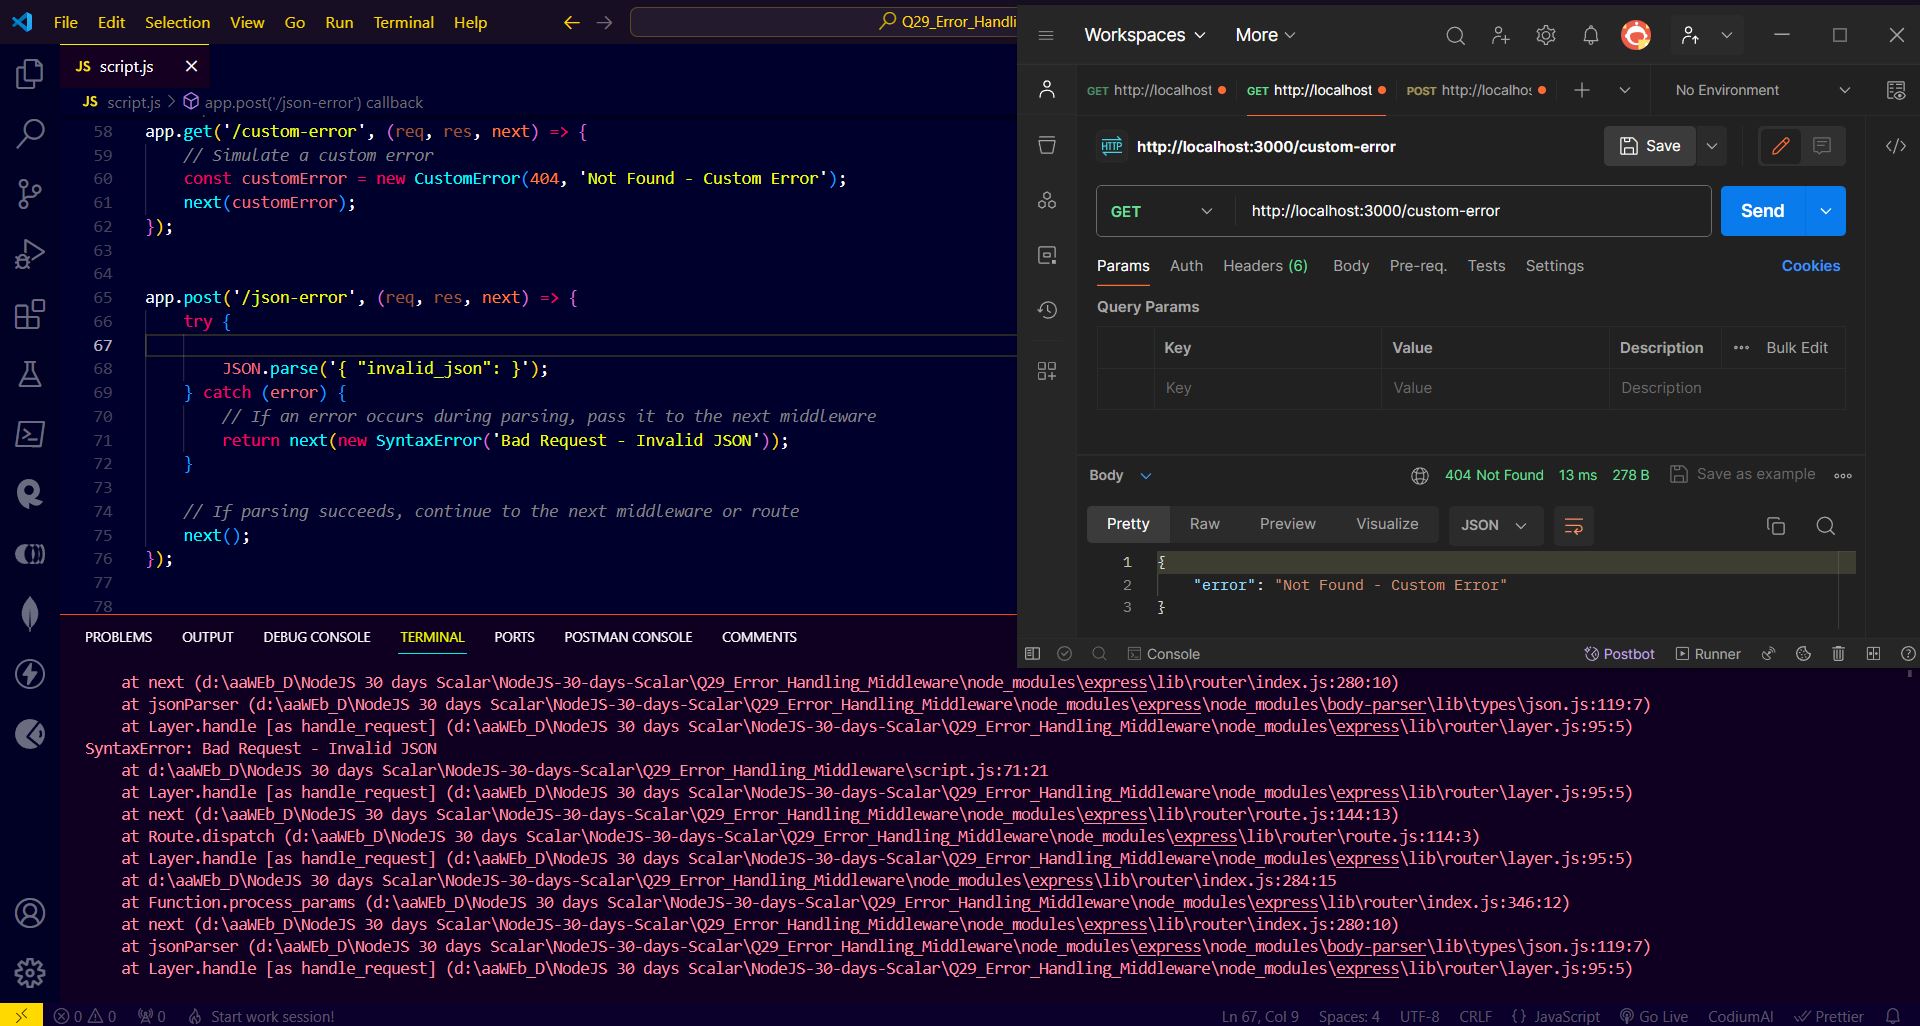 File Edit Selection View Go Run Terminal Help
Q29_Error_Handli
JS script.js
JS script.js > app.post('/json-error') callback
58 app.get('/custom-error', (req, res, next) => {
59 // Simulate a custom error
60 const customError = new CustomError(404, 'Not Found - Custom Error');
61 next(customError);
62 });
63
64
65 app.post('/json-error', (req, res, next) => {
66 try {
67
68 JSON.parse('{ "invalid_json": }');
69 } catch (error) {
70 // If an error occurs during parsing, pass it to the next middleware
71 return next(new SyntaxError('Bad Request - Invalid JSON'));
72 }
73
74 // If parsing succeeds, continue to the next middleware or route
75 next();
76 });
77
78
Workspaces More
GET http://localhost GET http://localhost POST http://localhos No Environment
HTTP http://localhost:3000/custom-error Save
GET http://localhost:3000/custom-error Send
Params Auth Headers (6) Body Pre-req. Tests Settings Cookies
Query Params
Key Value Description Bulk Edit
Key Value Description
Body 404 Not Found 13 ms 278 B Save as example
Pretty Raw Preview Visualize JSON
1 {
2 "error": "Not Found - Custom Error"
3 }
Console Postbot Runner
PROBLEMS OUTPUT DEBUG CONSOLE TERMINAL PORTS POSTMAN CONSOLE COMMENTS
at next (d:\aaWEb_D\NodeJS 30 days Scalar\NodeJS-30-days-Scalar\Q29_Error_Handling_Middleware\node_modules\express\lib\router\index.js:280:10)
at jsonParser (d:\aaWEb_D\NodeJS 30 days Scalar\NodeJS-30-days-Scalar\Q29_Error_Handling_Middleware\node_modules\express\node_modules\body-parser\lib\types\json.js:119:7)
at Layer.handle [as handle_request] (d:\aaWEb_D\NodeJS 30 days Scalar\NodeJS-30-days-Scalar\Q29_Error_Handling_Middleware\node_modules\express\lib\router\layer.js:95:5)
SyntaxError: Bad Request - Invalid JSON
at d:\aaWEb_D\NodeJS 30 days Scalar\NodeJS-30-days-Scalar\Q29_Error_Handling_Middleware\script.js:71:21
at Layer.handle [as handle_request] (d:\aaWEb_D\NodeJS 30 days Scalar\NodeJS-30-days-Scalar\Q29_Error_Handling_Middleware\node_modules\express\lib\router\layer.js:95:5)
at next (d:\aaWEb_D\NodeJS 30 days Scalar\NodeJS-30-days-Scalar\Q29_Error_Handling_Middleware\node_modules\express\lib\router\route.js:144:13)
at Route.dispatch (d:\aaWEb_D\NodeJS 30 days Scalar\NodeJS-30-days-Scalar\Q29_Error_Handling_Middleware\node_modules\express\lib\router\route.js:114:3)
at Layer.handle [as handle_request] (d:\aaWEb_D\NodeJS 30 days Scalar\NodeJS-30-days-Scalar\Q29_Error_Handling_Middleware\node_modules\express\lib\router\layer.js:95:5)
at d:\aaWEb_D\NodeJS 30 days Scalar\NodeJS-30-days-Scalar\Q29_Error_Handling_Middleware\node_modules\express\lib\router\index.js:284:15
at Function.process_params (d:\aaWEb_D\NodeJS 30 days Scalar\NodeJS-30-days-Scalar\Q29_Error_Handling_Middleware\node_modules\express\lib\router\index.js:346:12)
at next (d:\aaWEb_D\NodeJS 30 days Scalar\NodeJS-30-days-Scalar\Q29_Error_Handling_Middleware\node_modules\express\lib\router\index.js:280:10)
at jsonParser (d:\aaWEb_D\NodeJS 30 days Scalar\NodeJS-30-days-Scalar\Q29_Error_Handling_Middleware\node_modules\express\node_modules\body-parser\lib\types\json.js:119:7)
at Layer.handle [as handle_request] (d:\aaWEb_D\NodeJS 30 days Scalar\NodeJS-30-days-Scalar\Q29_Error_Handling_Middleware\node_modules\express\lib\router\layer.js:95:5)
0 0 0 Start work session! Ln 67, Col 9 Spaces: 4 UTF-8 CRLF {} JavaScript Go Live CodiumAI Prettier